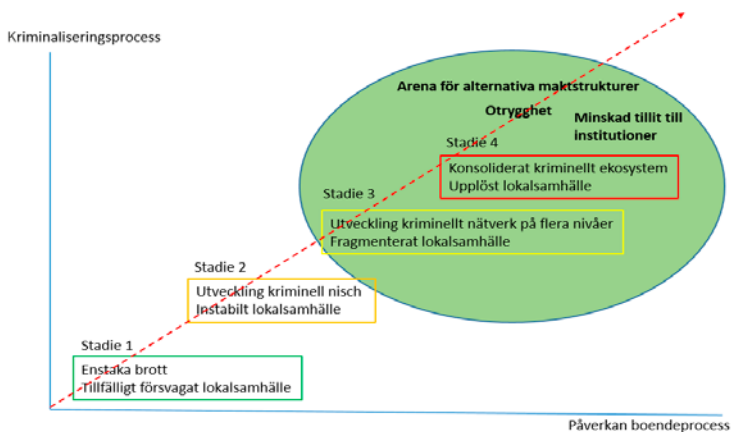 Kriminaliseringsprocess
Arena för alternativa maktstrukturer
Otrygghet
Minskad tillit till
institutioner
Stadie 4
Konsoliderat kriminellt ekosystem
Upplöst lokalsamhälle
Stadie 3
Utveckling kriminellt nätverk på flera nivåer
Fragmenterat lokalsamhälle
Stadie 2
Utveckling kriminell nisch
Instabilt lokalsamhälle
Stadie 1
Enstaka brott
Tillfälligt försvagat lokalsamhälle
Påverkan boendeprocess